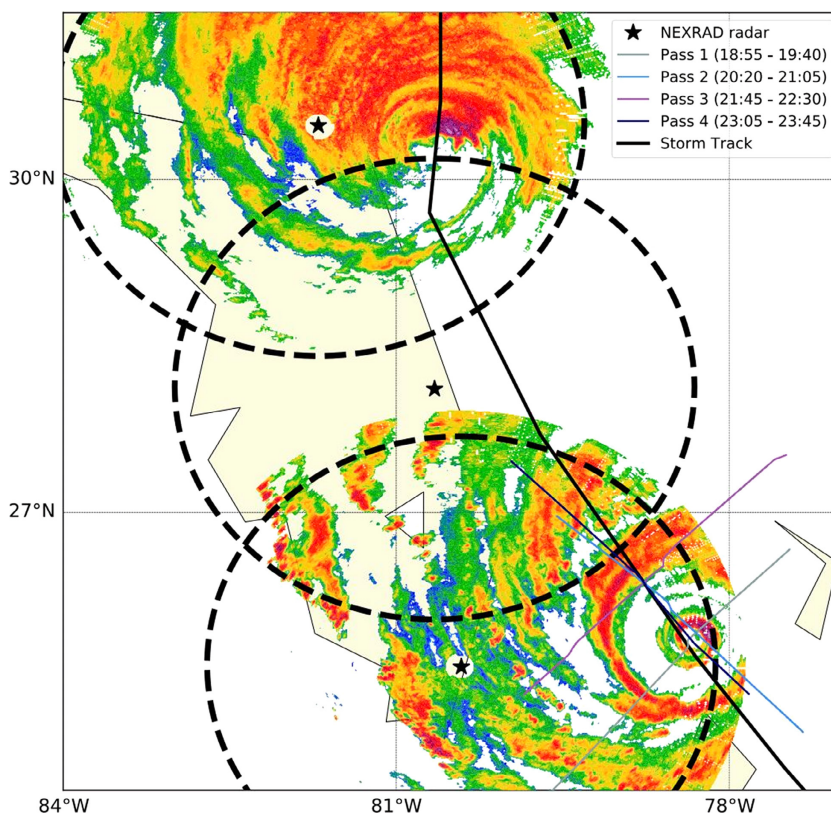 NEXRAD radar
Pass 1 (18:55 - 19:40)
Pass 2 (20:20 - 21:05)
Pass 3 (21:45 - 22:30)
Pass 4 (23:05 - 23:45)
Storm Track
30°N
27°N
84°W 81°W 78°W